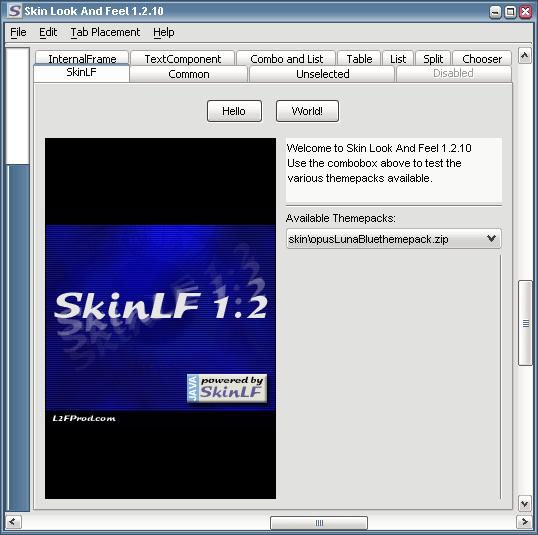 Skin Look And Feel 1.2.10
File Edit Tab Placement Help
InternalFrame TextComponent Combo and List Table List Split Chooser
SkinLF Common Unselected Disabled
Hello World!
Welcome to Skin Look And Feel 1.2.10
Use the combobox above to test the
various themepacks available.
Available Themepacks:
skin\opusLunaBluethemepack.zip
SkinLF 1:2
JAVA
powered by
SkinLF
L2FProd.com